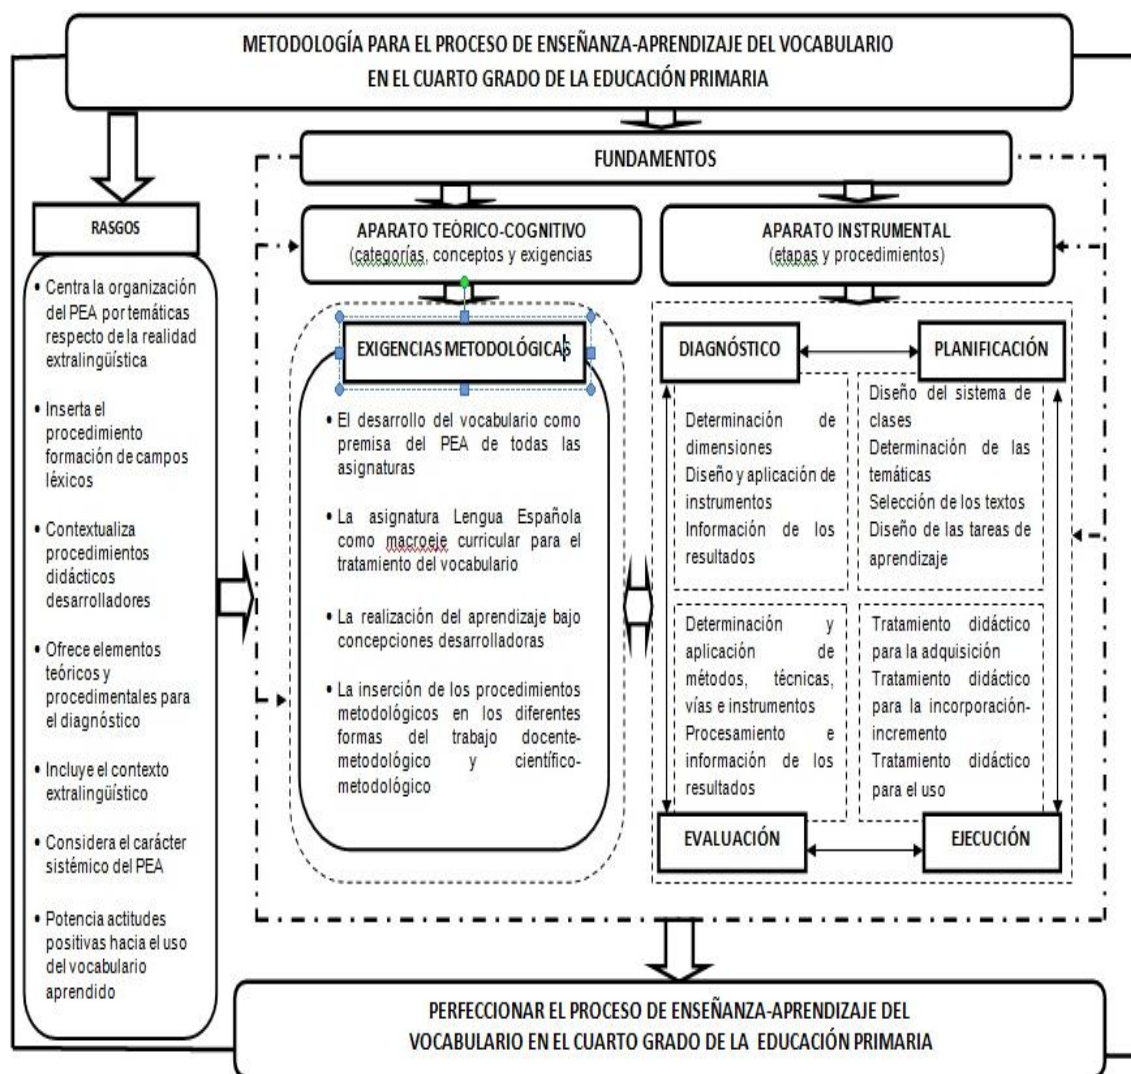 METODOLOGÍA PARA EL PROCESO DE ENSEÑANZA-APRENDIZAJE DEL VOCABULARIO
EN EL CUARTO GRADO DE LA EDUCACIÓN PRIMARIA
FUNDAMENTOS
RASGOS
• Centra la organización
del PEA por temáticas
respecto de la realidad
extralingüística
• Inserta el
procedimiento
formación de campos
léxicos
• Contextualiza
procedimientos
didácticos
desarrolladores
• Ofrece elementos
teóricos y
procedimentales para
el diagnóstico
• Incluye el contexto
extralingüístico
• Considera el carácter
sistémico del PEA
• Potencia actitudes
positivas hacia el uso
del vocabulario
aprendido
APARATO TEÓRICO-COGNITIVO
(categorías, conceptos y exigencias
EXIGENCIAS METODOLÓGICAS
• El desarrollo del vocabulario como
premisa del PEA de todas las
asignaturas
• La asignatura Lengua Española
como macroeje curricular para el
tratamiento del vocabulario
• La realización del aprendizaje bajo
concepciones desarrolladoras
• La inserción de los procedimientos
metodológicos en los diferentes
formas del trabajo docente-
metodológico y científico-
metodológico
APARATO INSTRUMENTAL
(etapas y procedimientos)
DIAGNÓSTICO
Determinación de
dimensiones
Diseño y aplicación de
instrumentos
Información de los
resultados
PLANIFICACIÓN
Diseño del sistema de
clases
Determinación de las
temáticas
Selección de los textos
Diseño de las tareas de
aprendizaje
Determinación y
aplicación de
métodos, técnicas,
vías e instrumentos
Procesamiento e
información de los
resultados
EVALUACIÓN
Tratamiento didáctico
para la adquisición
Tratamiento didáctico
para la incorporación-
incremento
Tratamiento didáctico
para el uso
EJECUCIÓN
PERFECCIONAR EL PROCESO DE ENSEÑANZA-APRENDIZAJE DEL
VOCABULARIO EN EL CUARTO GRADO DE LA EDUCACIÓN PRIMARIA